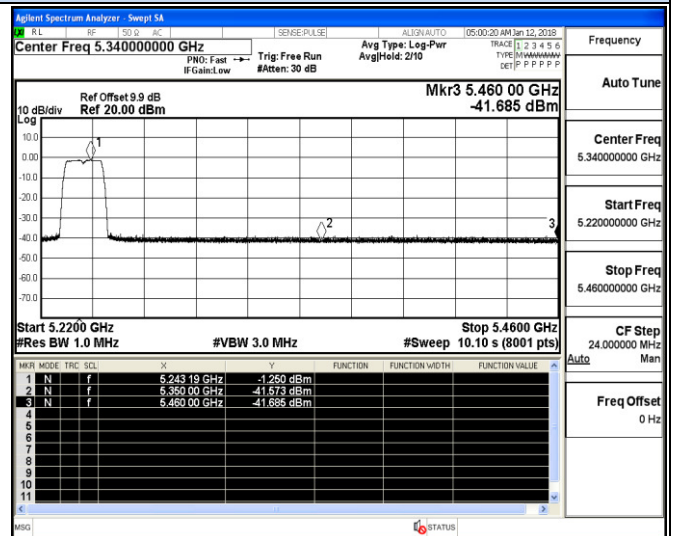 Agilent Spectrum Analyzer - Swept SA
RL RF 50 Ω AC SENSE:PULSE ALIGNAUTO 05:00:20 AM Jan 12, 2018
Center Freq 5.340000000 GHz Avg Type: Log-Pwr TRACE 1 2 3 4 5 6
PNO: Fast Trig: Free Run Avg|Hold: 2/10 TYPE MWWWWW
IFGain:Low #Atten: 30 dB DET P P P P P P
Mkr3 5.460 00 GHz
Ref Offset 9.9 dB
10 dB/div Ref 20.00 dBm -41.685 dBm
Log
10.0
1
0.00
-10.0
-20.0
-30.0
2 3
-40.0
-50.0
-60.0
-70.0
Start 5.2200 GHz Stop 5.4600 GHz
#Res BW 1.0 MHz #VBW 3.0 MHz #Sweep 10.10 s (8001 pts)
MKR MODE TRC SCL X Y FUNCTION FUNCTION WIDTH FUNCTION VALUE
1 N f 5.243 19 GHz -1.250 dBm
2 N f 5.350 00 GHz -41.573 dBm
3 N f 5.460 00 GHz -41.685 dBm
4
5
6
7
8
9
10
11
MSG STATUS
Frequency
Auto Tune
Center Freq
5.340000000 GHz
Start Freq
5.220000000 GHz
Stop Freq
5.460000000 GHz
CF Step
24.000000 MHz
Auto Man
Freq Offset
0 Hz